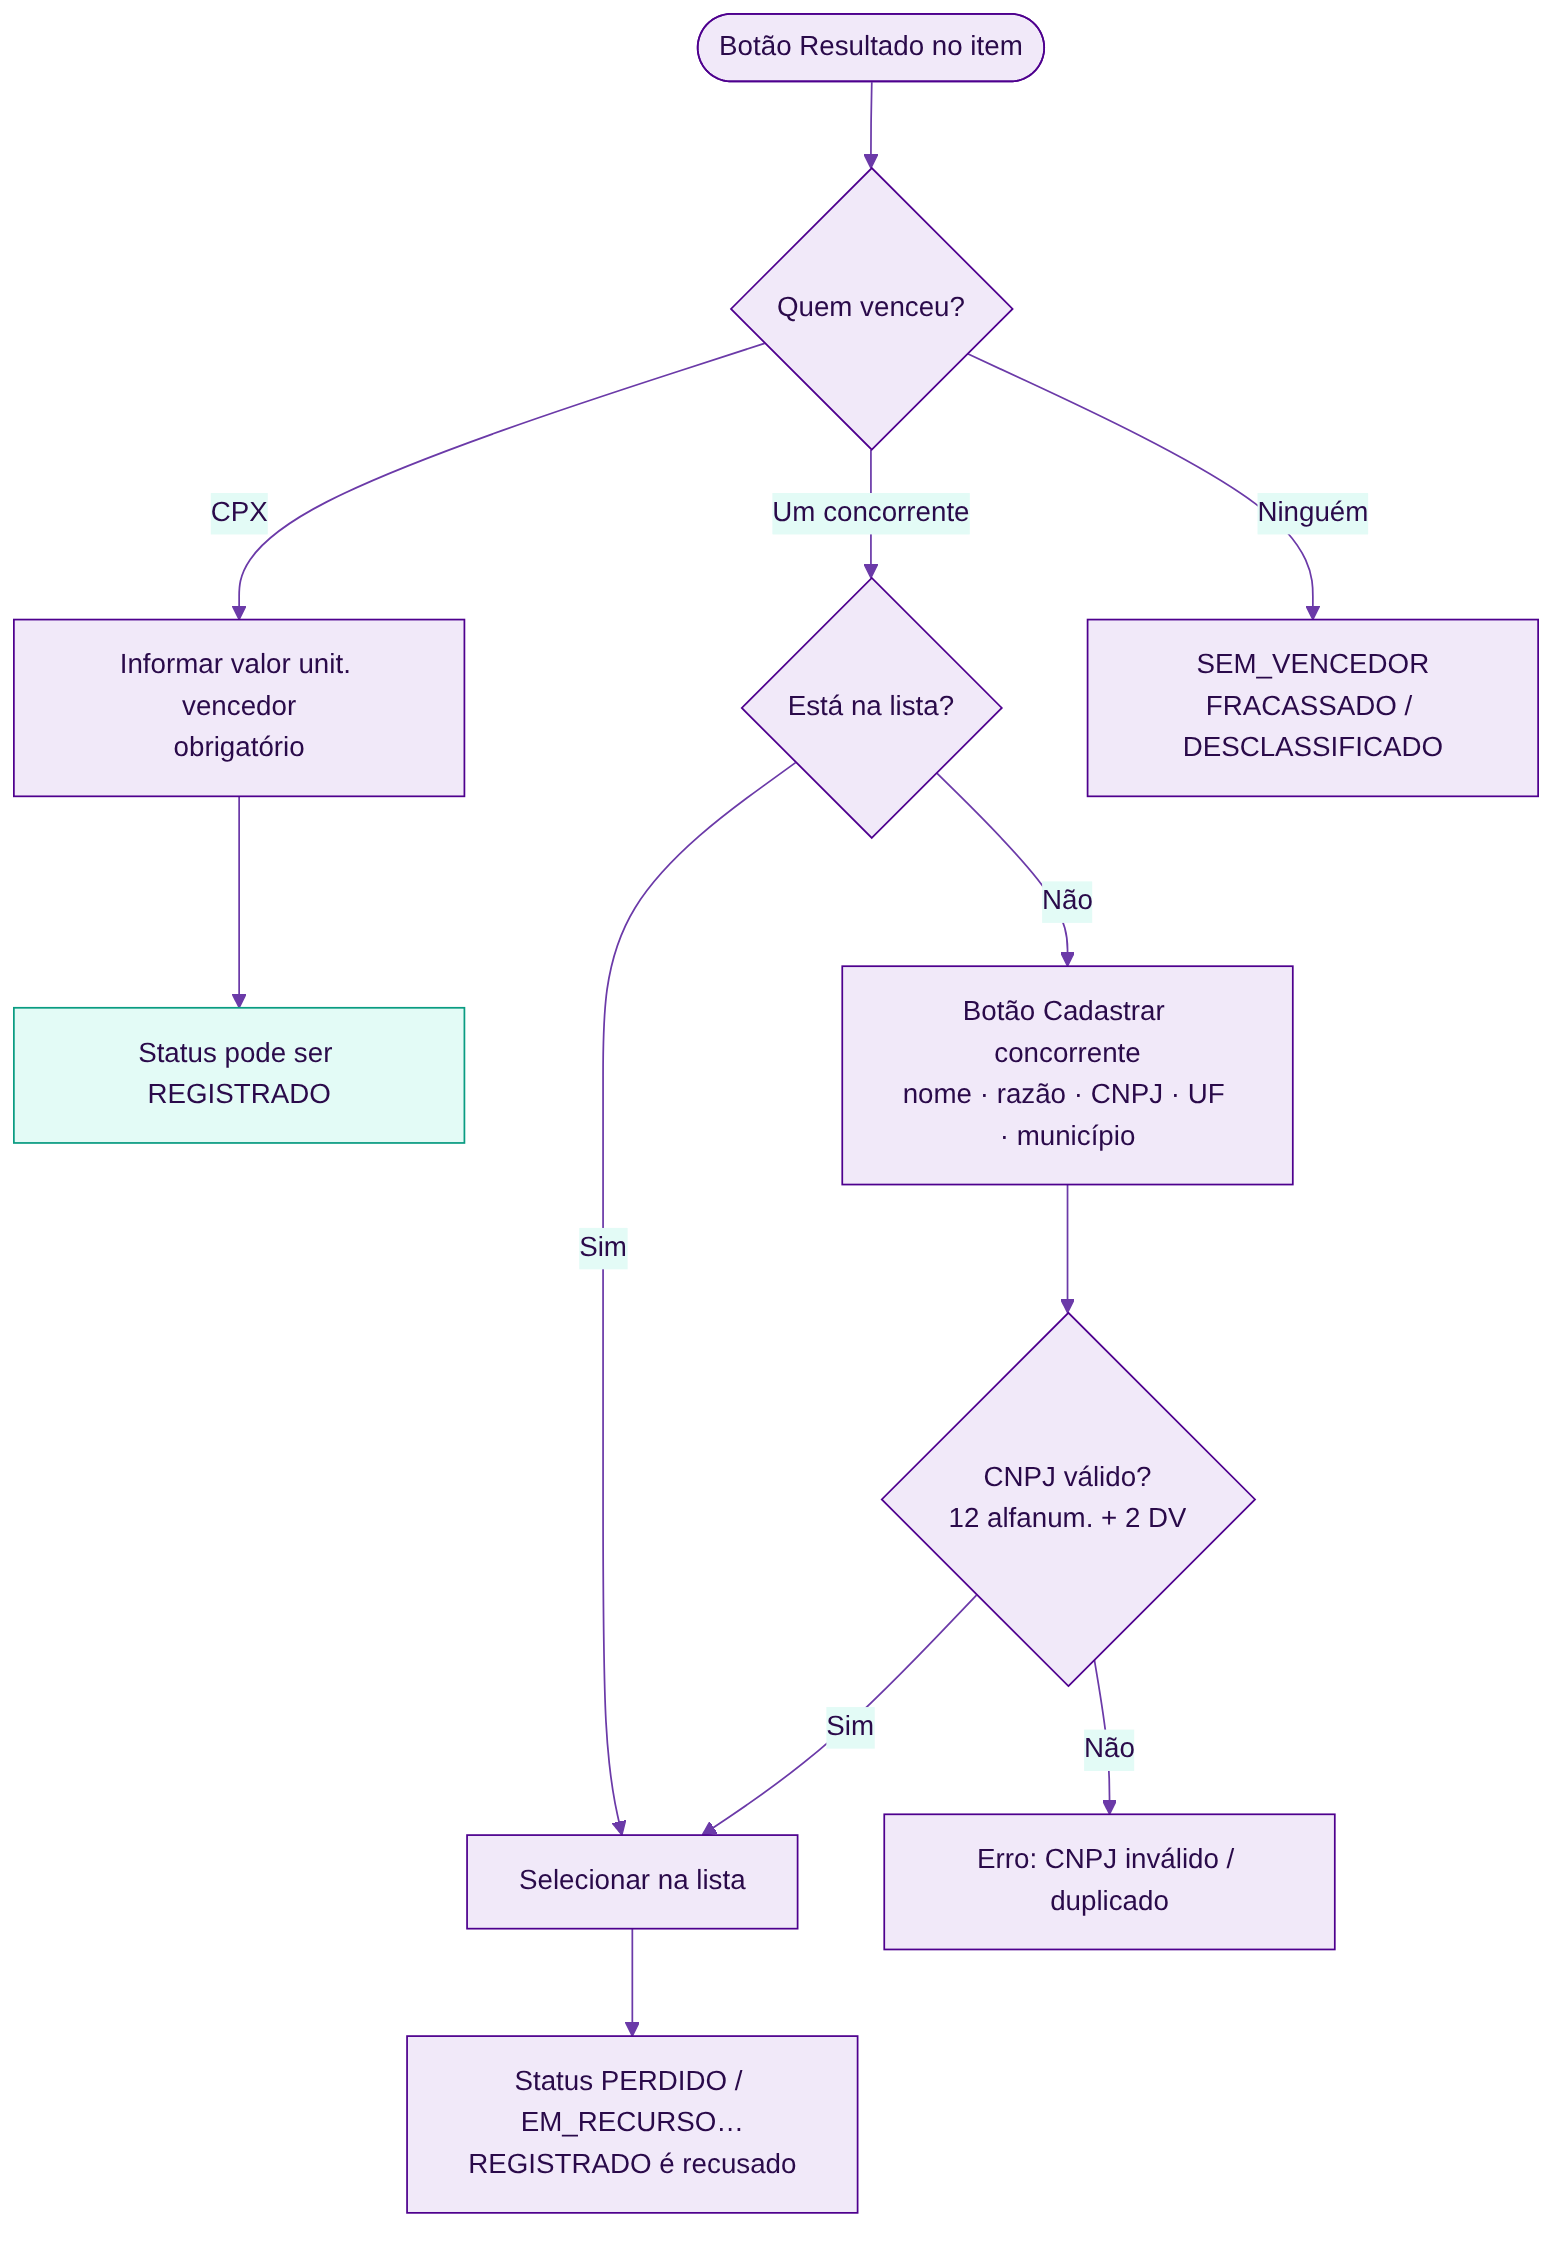 Botão Resultado no item
Quem venceu?
CPX
Um concorrente
Ninguém
Informar valor unit.
vencedor
obrigatório
Está na lista?
SEM_VENCEDOR
FRACASSADO /
DESCLASSIFICADO
Não
Botão Cadastrar
concorrente
nome · razão · CNPJ · UF
· município
Status pode ser
REGISTRADO
Sim
CNPJ válido?
12 alfanum. + 2 DV
Sim
Não
Selecionar na lista
Erro: CNPJ inválido /
duplicado
Status PERDIDO /
EM_RECURSO…
REGISTRADO é recusado